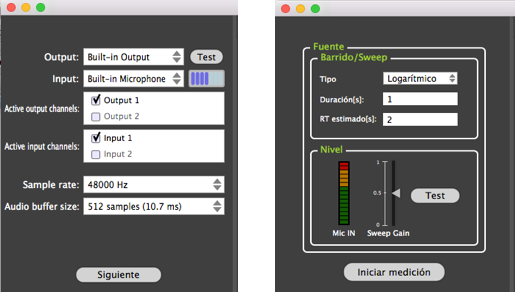 Output: Built-in Output Test
Input: Built-in Microphone
Active output channels: Output 1
Output 2
Active input channels: Input 1
Input 2
Sample rate: 48000 Hz
Audio buffer size: 512 samples (10.7 ms)
Siguiente
Fuente
Barrido/Sweep
Tipo Logarítmico
Duración(s): 1
RT estimado(s): 2
Nivel
1
0.5
0
Test
Mic IN Sweep Gain
Iniciar medición